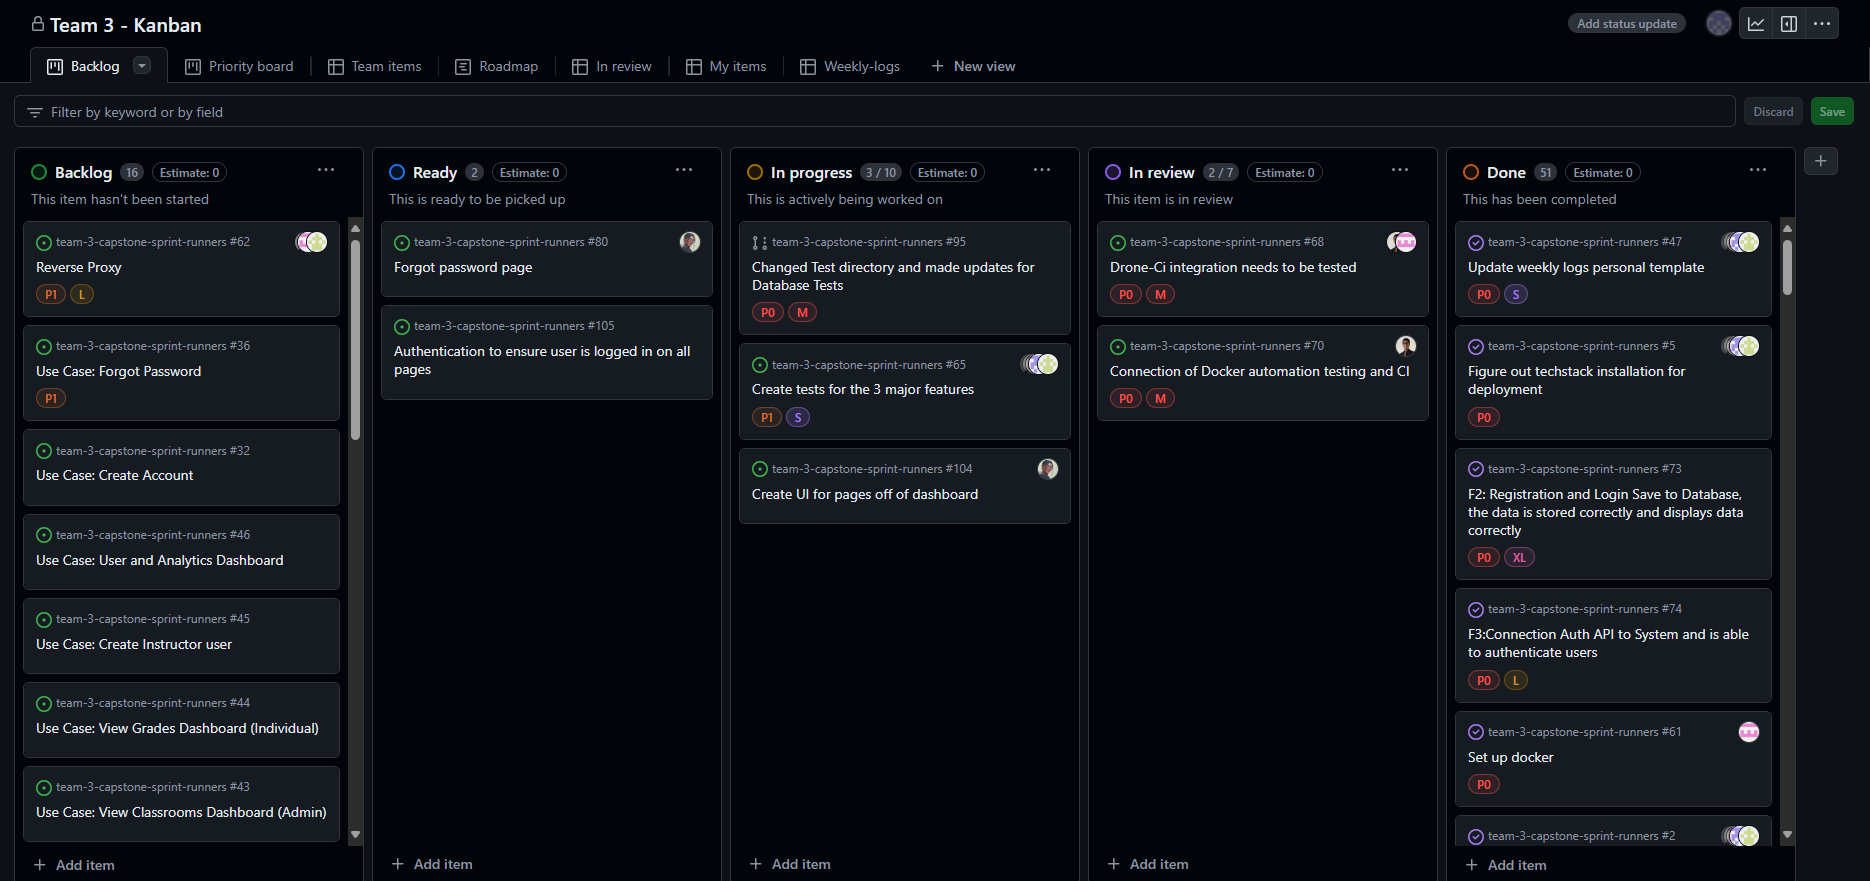 Team 3 - Kanban
Add status update
Backlog
Priority board
Team items
Roadmap
In review
My items
Weekly-logs
New view
Filter by keyword or by field
Discard
Save
Backlog 16 Estimate: 0
This item hasn't been started
team-3-capstone-sprint-runners #62
Reverse Proxy
P1 L
team-3-capstone-sprint-runners #36
Use Case: Forgot Password
P1
team-3-capstone-sprint-runners #32
Use Case: Create Account
team-3-capstone-sprint-runners #46
Use Case: User and Analytics Dashboard
team-3-capstone-sprint-runners #45
Use Case: Create Instructor user
team-3-capstone-sprint-runners #44
Use Case: View Grades Dashboard (Individual)
team-3-capstone-sprint-runners #43
Use Case: View Classrooms Dashboard (Admin)
Add item
Ready 2 Estimate: 0
This is ready to be picked up
team-3-capstone-sprint-runners #80
Forgot password page
team-3-capstone-sprint-runners #105
Authentication to ensure user is logged in on all
pages
Add item
In progress 3 / 10 Estimate: 0
This is actively being worked on
team-3-capstone-sprint-runners #95
Changed Test directory and made updates for
Database Tests
P0 M
team-3-capstone-sprint-runners #65
Create tests for the 3 major features
P1 S
team-3-capstone-sprint-runners #104
Create UI for pages off of dashboard
Add item
In review 2 / 7 Estimate: 0
This item is in review
team-3-capstone-sprint-runners #68
Drone-Ci integration needs to be tested
P0 M
team-3-capstone-sprint-runners #70
Connection of Docker automation testing and CI
P0 M
Add item
Done 51 Estimate: 0
This has been completed
team-3-capstone-sprint-runners #47
Update weekly logs personal template
P0 S
team-3-capstone-sprint-runners #5
Figure out techstack installation for
deployment
P0
team-3-capstone-sprint-runners #73
F2: Registration and Login Save to Database,
the data is stored correctly and displays data
correctly
P0 XL
team-3-capstone-sprint-runners #74
F3:Connection Auth API to System and is able
to authenticate users
P0 L
team-3-capstone-sprint-runners #61
Set up docker
P0
team-3-capstone-sprint-runners #2
Add item